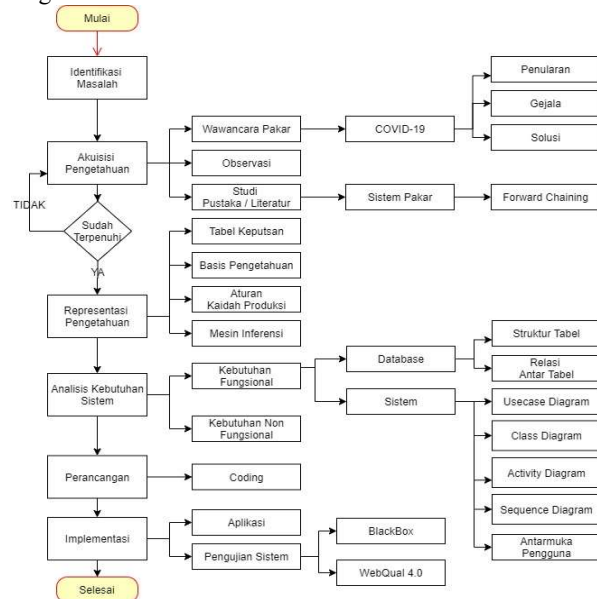 Mulai
Identifikasi
Masalah
Akuisisi
Pengetahuan
TIDAK
Sudah
Terpenuhi
YA
Representasi
Pengetahuan
Analisis Kebutuhan
Sistem
Perancangan
Implementasi
Selesai
Wawancara Pakar
Observasi
Studi
Pustaka / Literatur
Tabel Keputsan
Basis Pengetahuan
Aturan
Kaidah Produksi
Mesin Inferensi
Kebutuhan
Fungsional
Kebutuhan Non
Fungsional
Coding
Aplikasi
Pengujian Sistem
COVID-19
Sistem Pakar
Database
Sistem
BlackBox
WebQual 4.0
Penularan
Gejala
Solusi
Forward Chaining
Struktur Tabel
Relasi
Antar Tabel
Usecase Diagram
Class Diagram
Activity Diagram
Sequence Diagram
Antarmuka
Pengguna